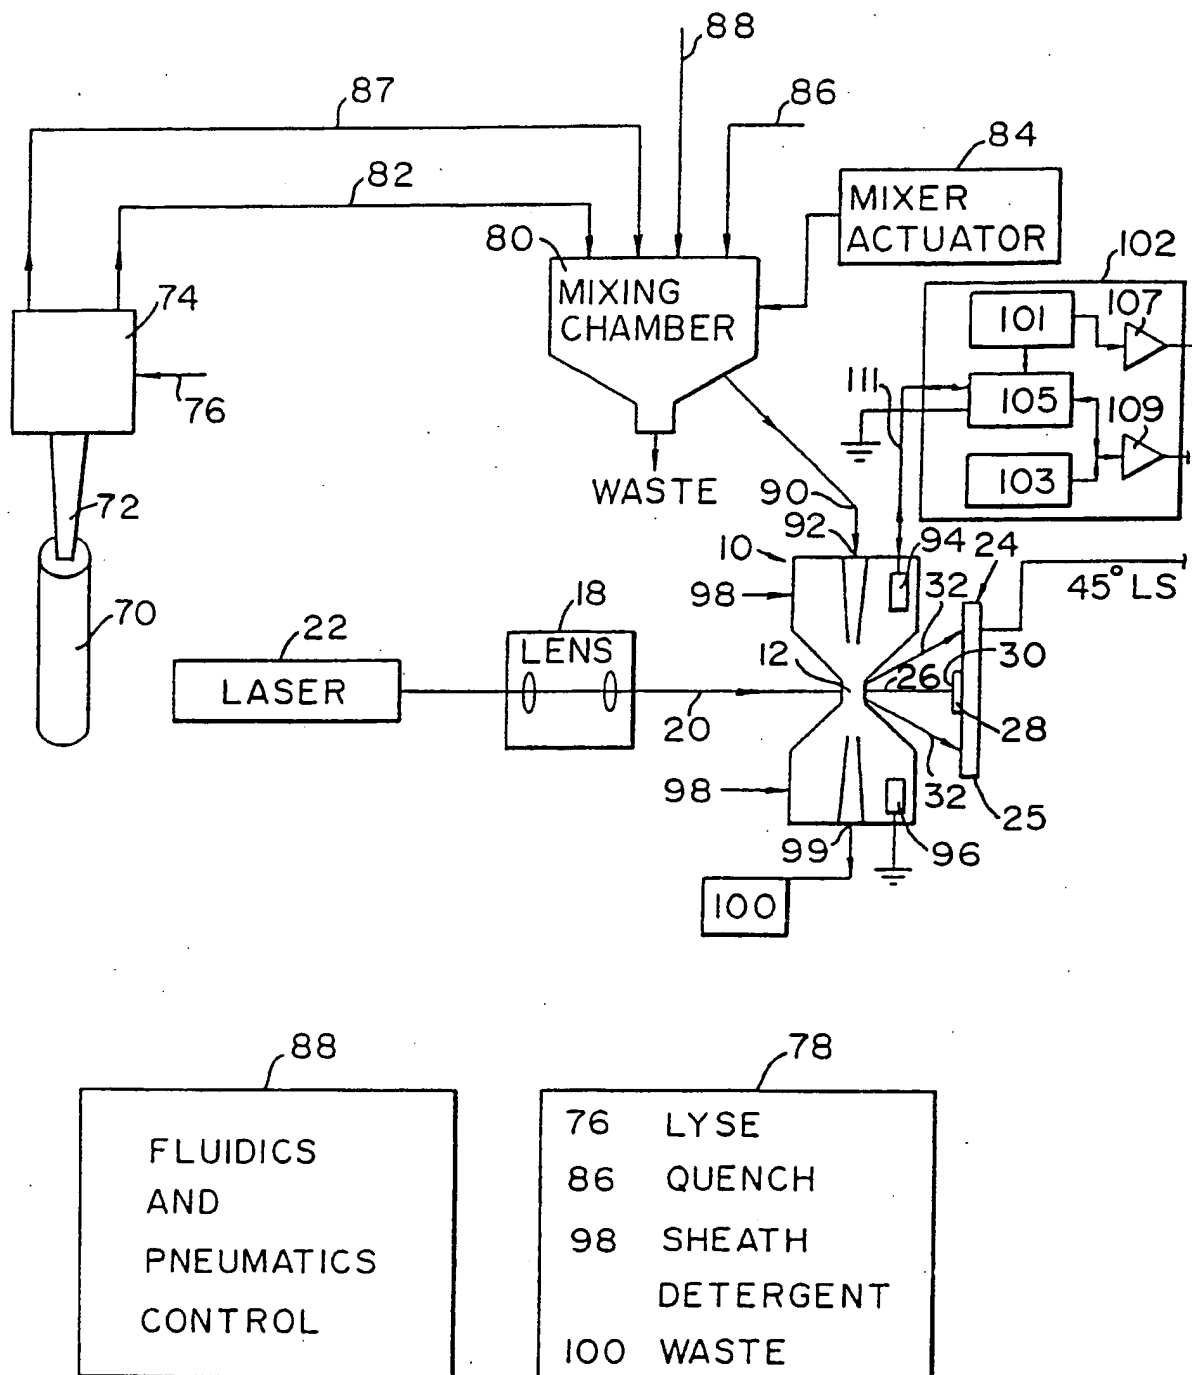 88
87
86
84
82
MIXER
ACTUATOR
80
MIXING
CHAMBER
102
74
101
107
76
111
105
109
103
72
WASTE
90
92
10
94
24
45° LS
98
32
70
18
22
LENS
12
30
LASER
26
20
28
98
32
25
99
96
100
88
78
FLUIDICS
AND
PNEUMATICS
CONTROL
76 LYSE
86 QUENCH
98 SHEATH
DETERGENT
100 WASTE